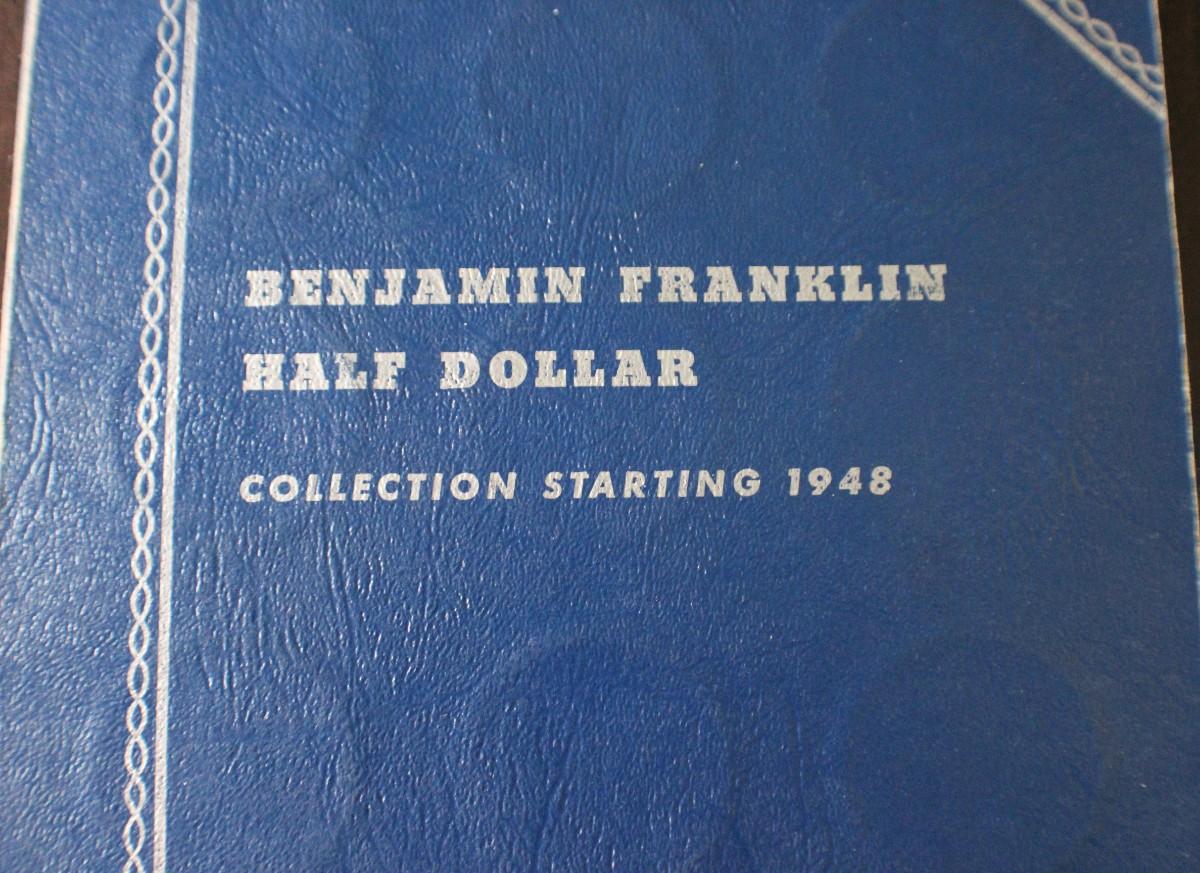 BENJAMIN FRANKLIN
HALF DOLLAR
COLLECTION STARTING 1948